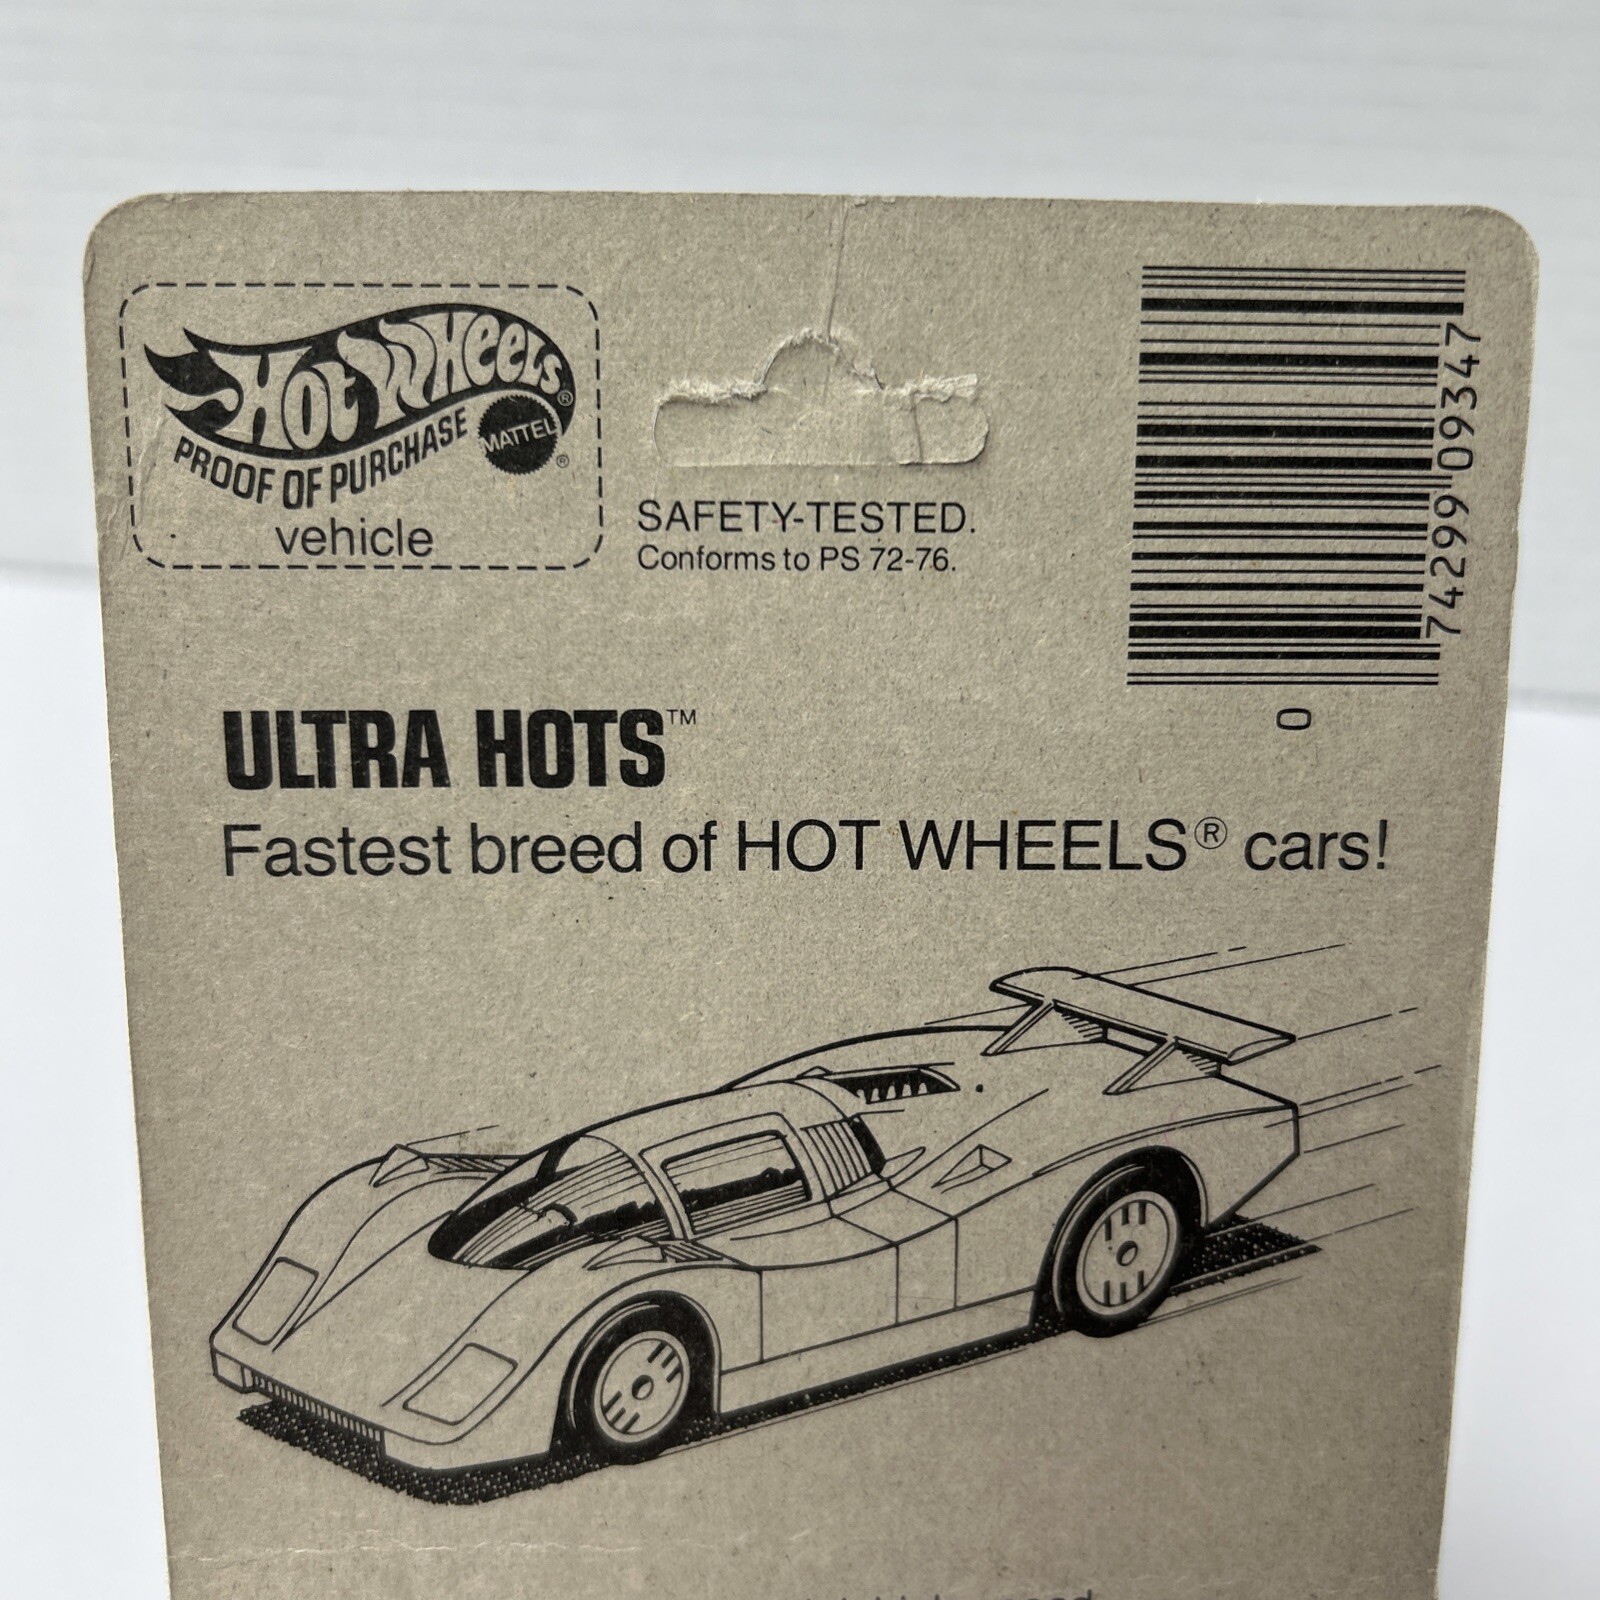 HOT WHEELS®
MATTEL®
PROOF OF PURCHASE
vehicle
SAFETY-TESTED.
Conforms to PS 72-76.
74299 09347
0
ULTRA HOTS™
Fastest breed of HOT WHEELS® cars!